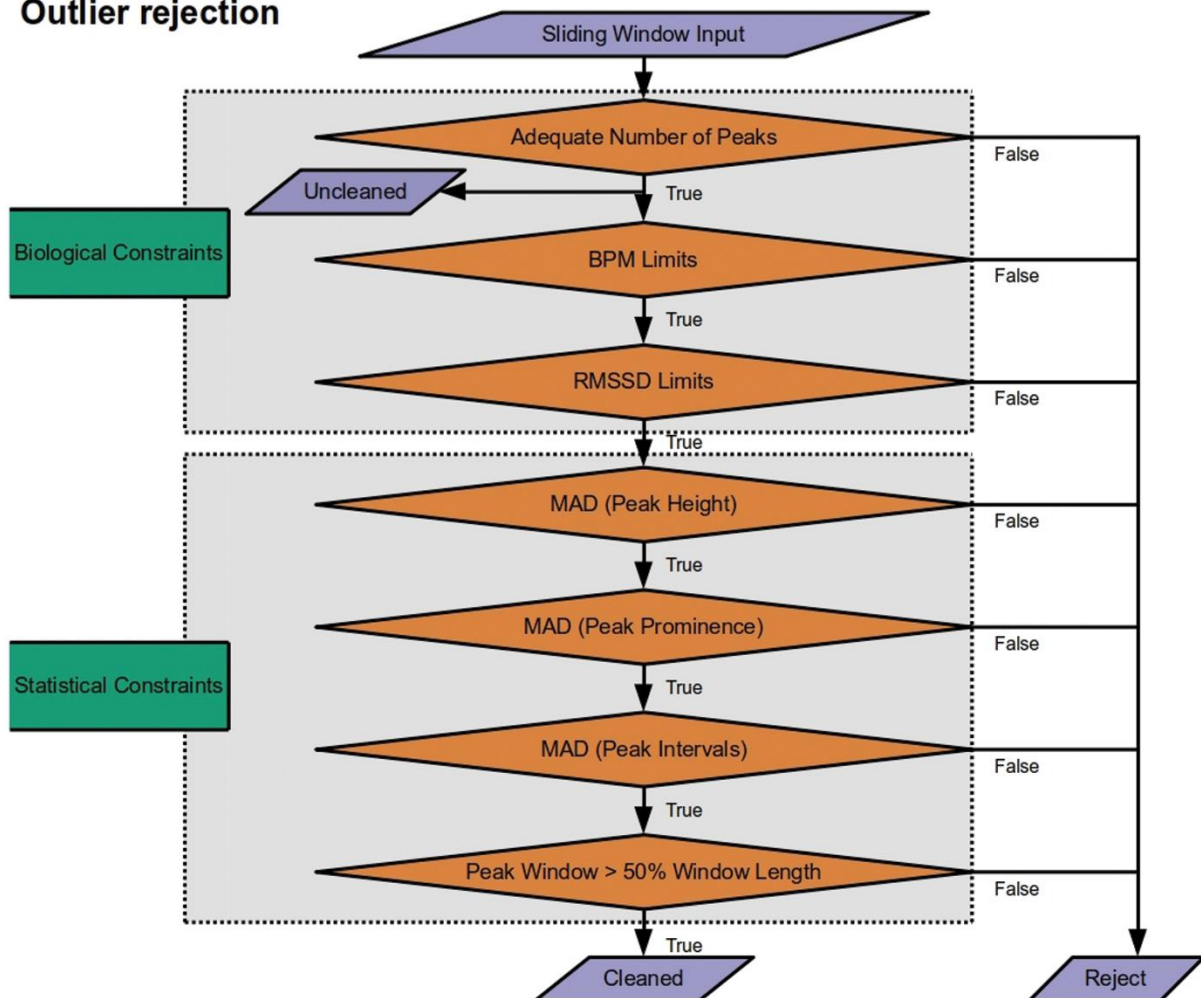 Outlier rejection
Sliding Window Input
Adequate Number of Peaks
False
Uncleaned
True
Biological Constraints
BPM Limits
False
True
RMSSD Limits
False
True
MAD (Peak Height)
False
True
MAD (Peak Prominence)
False
Statistical Constraints
True
MAD (Peak Intervals)
False
True
Peak Window > 50% Window Length
False
True
Cleaned
Reject